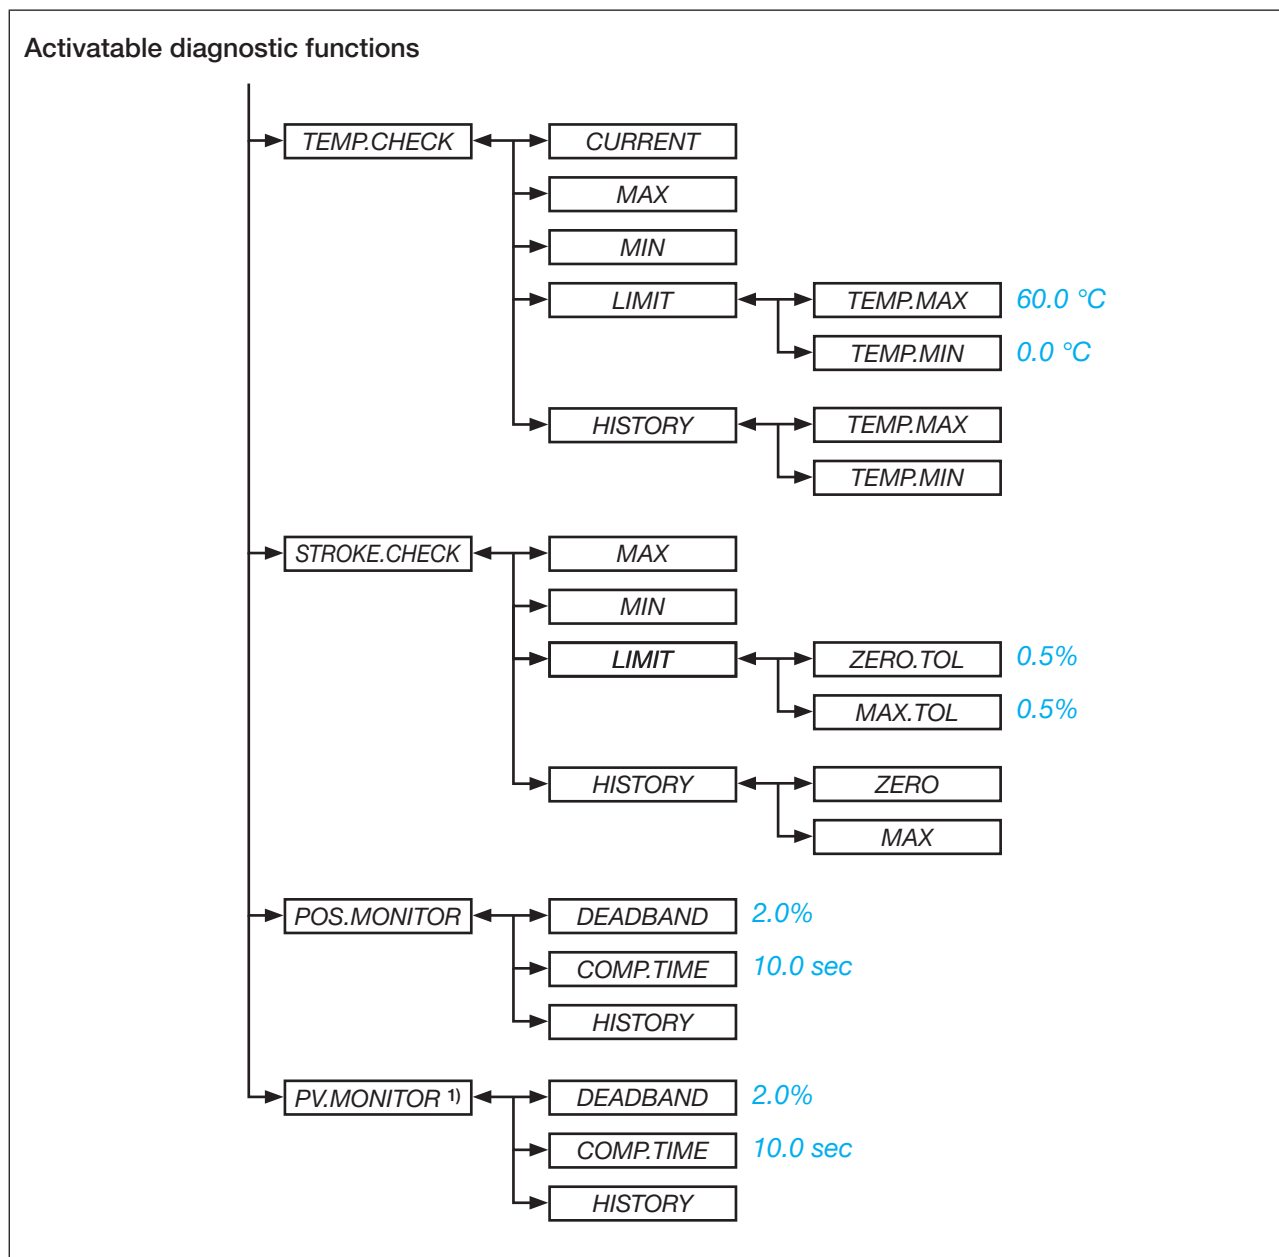 Activatable diagnostic functions
TEMP.CHECK
CURRENT
MAX
MIN
LIMIT
TEMP.MAX 60.0 °C
TEMP.MIN 0.0 °C
HISTORY
TEMP.MAX
TEMP.MIN
STROKE.CHECK
MAX
MIN
LIMIT
ZERO.TOL 0.5%
MAX.TOL 0.5%
HISTORY
ZERO
MAX
POS.MONITOR
DEADBAND 2.0%
COMP.TIME 10.0 sec
HISTORY
PV.MONITOR 1)
DEADBAND 2.0%
COMP.TIME 10.0 sec
HISTORY